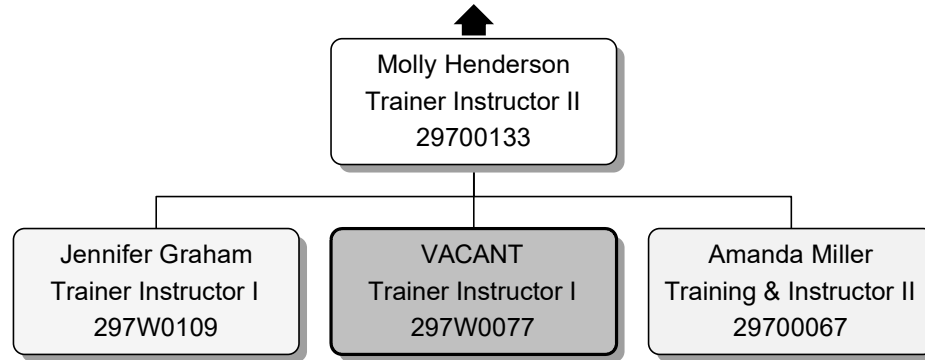 Molly Henderson
Trainer Instructor II
29700133
Jennifer Graham
Trainer Instructor I
297W0109
VACANT
Trainer Instructor I
297W0077
Amanda Miller
Training & Instructor II
29700067